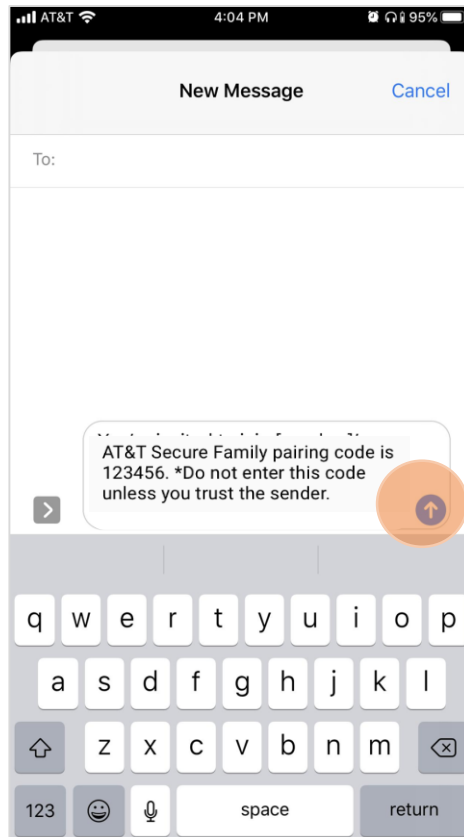 AT&T 4:04 PM 95%
New Message Cancel
To:
AT&T Secure Family pairing code is
123456. *Do not enter this code
unless you trust the sender.
q w e r t y u i o p
a s d f g h j k l
z x c v b n m
123 space return